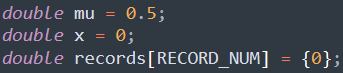 double mu = 0.5;
double x = 0;
double records[RECORD_NUM] = {0};